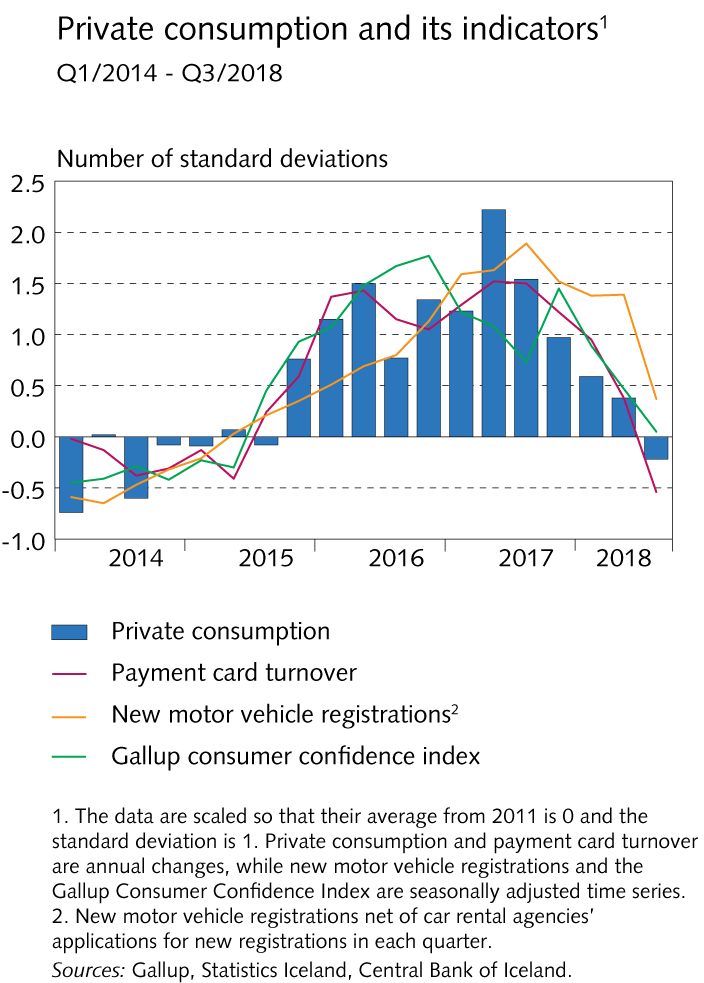 Private consumption and its indicators¹
Q1/2014 - Q3/2018
Number of standard deviations
2.5
2.0
1.5
1.0
0.5
0.0
-0.5
-1.0
2014 2015 2016 2017 2018
Private consumption
Payment card turnover
New motor vehicle registrations²
Gallup consumer confidence index
1. The data are scaled so that their average from 2011 is 0 and the
standard deviation is 1. Private consumption and payment card turnover
are annual changes, while new motor vehicle registrations and the
Gallup Consumer Confidence Index are seasonally adjusted time series.
2. New motor vehicle registrations net of car rental agencies’
applications for new registrations in each quarter.
Sources: Gallup, Statistics Iceland, Central Bank of Iceland.